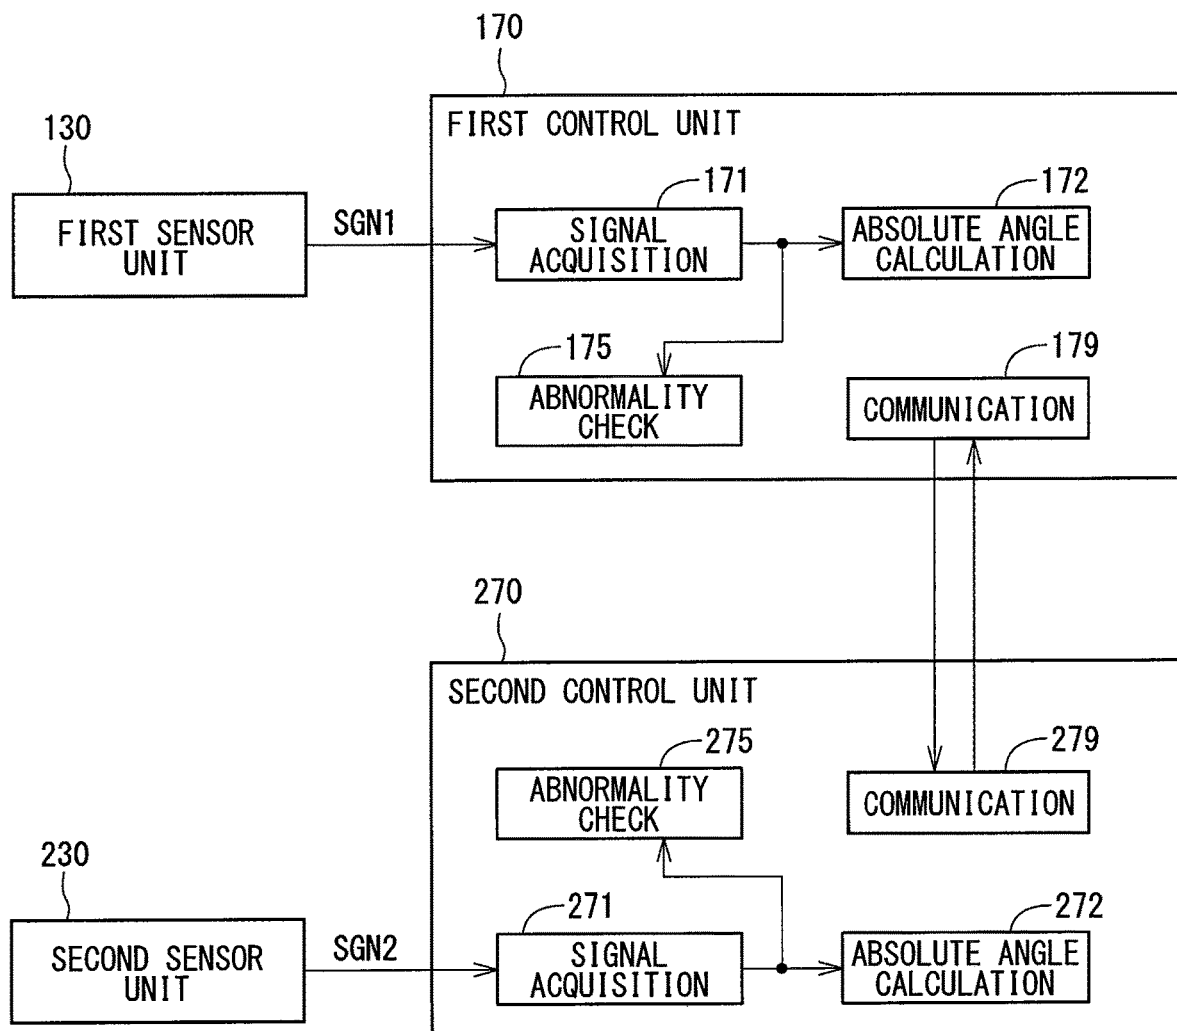 170
FIRST CONTROL UNIT
130
FIRST SENSOR
UNIT
SGN1
171
SIGNAL
ACQUISITION
172
ABSOLUTE ANGLE
CALCULATION
175
ABNORMALITY
CHECK
179
COMMUNICATION
270
SECOND CONTROL UNIT
275
ABNORMALITY
CHECK
279
COMMUNICATION
230
SECOND SENSOR
UNIT
SGN2
271
SIGNAL
ACQUISITION
272
ABSOLUTE ANGLE
CALCULATION